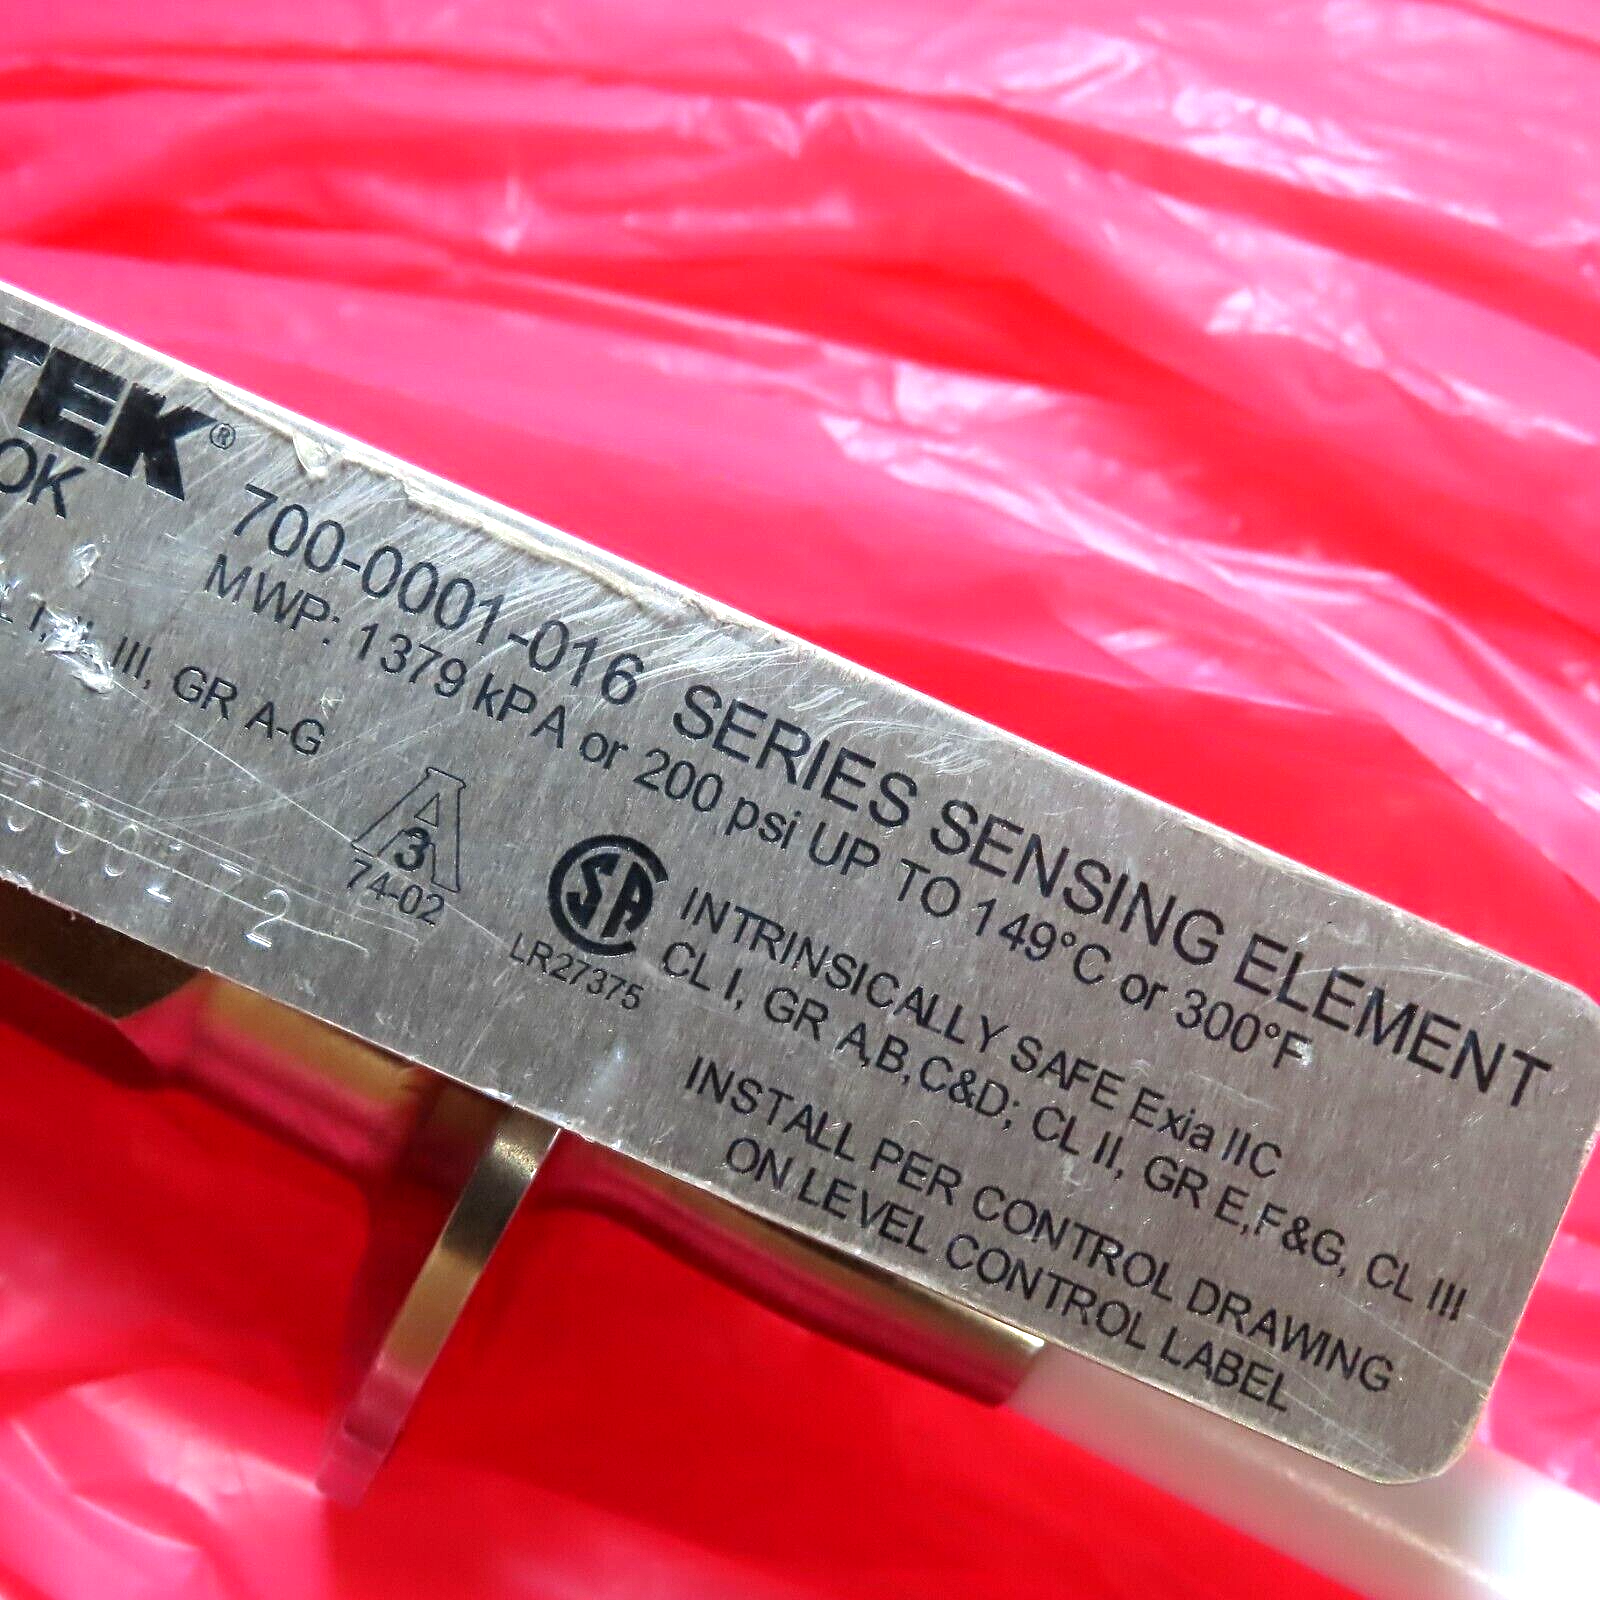 TEK®
OK
700-0001-016 SERIES SENSING ELEMENT
MWP: 1379 kPA or 200 psi UP TO 149°C or 300°F
I, II, III, GR A-G
3
A
74-02
SA
LR27375
INTRINSICALLY SAFE Exia IIC
CL I, GR A,B,C&D; CL II, GR E,F&G, CL III
INSTALL PER CONTROL DRAWING
ON LEVEL CONTROL LABEL